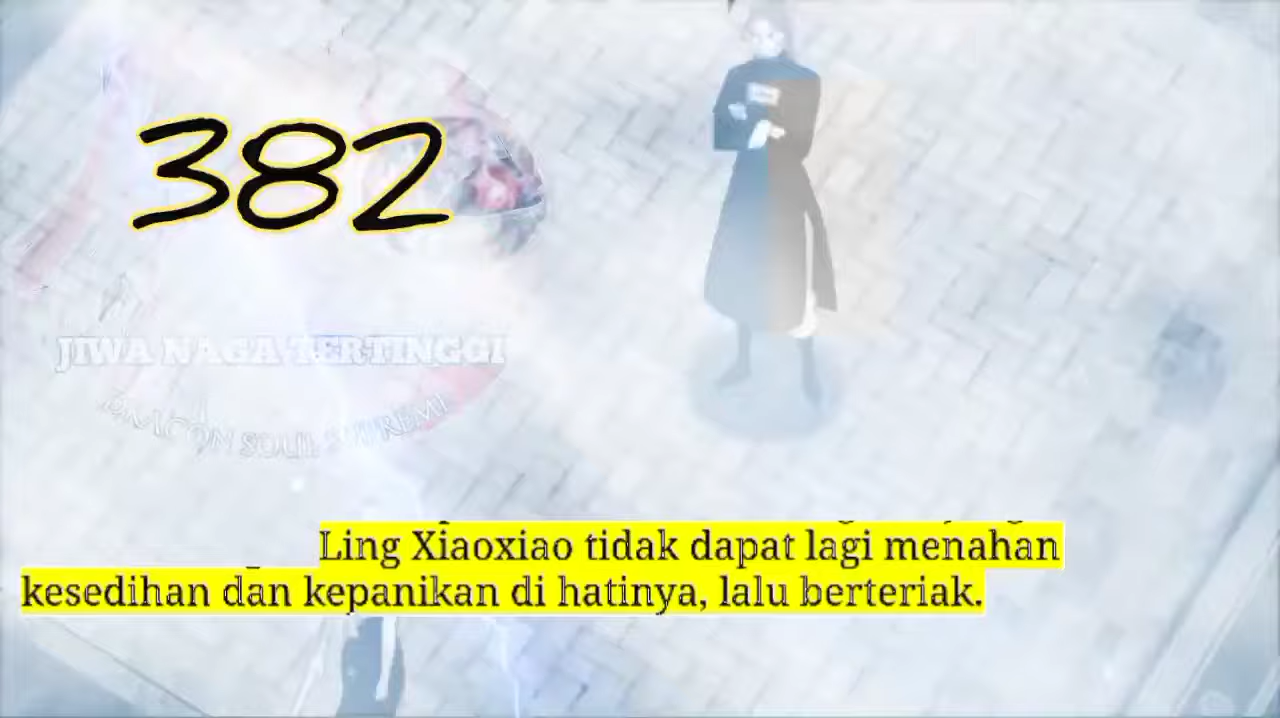 382
JIWA NAGA TERTINGGI
DRAGON SOUL SUPREME
Ling Xiaoxiao tidak dapat lagi menahan
kesedihan dan kepanikan di hatinya, lalu berteriak.